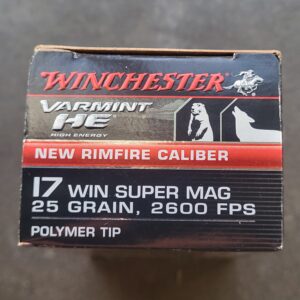 WINCHESTER
VARMINT
HE
HIGH ENERGY
NEW RIMFIRE CALIBER
17 WIN SUPER MAG
25 GRAIN, 2600 FPS
POLYMER TIP